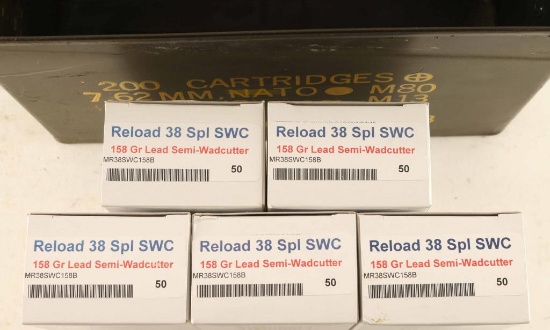 200 CARTRIDGES
7.62 MM. NATO M80
M13
Reload 38 Spl SWC
158 Gr Lead Semi-Wadcutter
MR38SWC158B
50
Reload 38 Spl SWC
158 Gr Lead Semi-Wadcutter
MR38SWC158B
50
Reload 38 Spl SWC
158 Gr Lead Semi-Wadcutter
MR38SWC158B
50
Reload 38 Spl SWC
158 Gr Lead Semi-Wadcutter
MR38SWC158B
50
Reload 38 Spl SWC
158 Gr Lead Semi-Wadcutter
MR38SWC158B
50